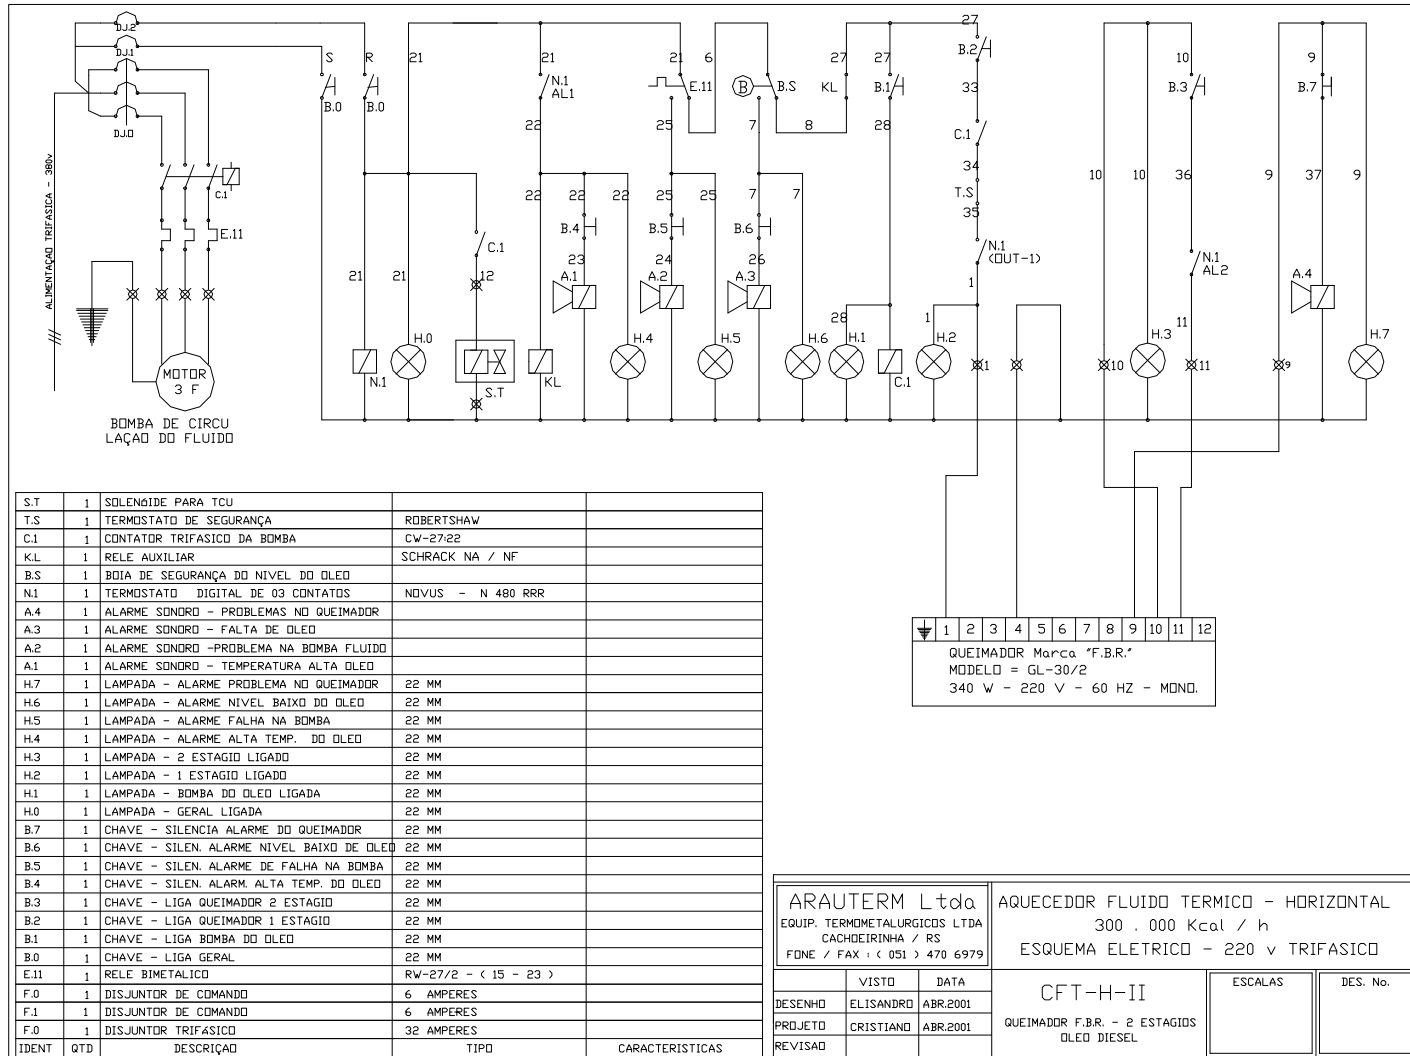 DJ.2
DJ.1
DJ.0
ALIMENTAÇAO TRIFASICA - 380v
C.1
E.11
MOTOR
3 F
BOMBA DE CIRCU
LAÇAO DO FLUIDO
S
R
B.0
B.0
21
21
21
N.1
H.0
C.1
12
S.T
21
N.1
AL1
22
22
22
22
B.4
23
A.1
KL
H.4
21
6
E.11
25
25
25
B.5
24
A.2
H.5
B
B.S
7
8
7
7
B.6
26
A.3
H.6
27
KL
27
B.1
28
28
H.1
C.1
27
B.2
33
C.1
34
T.S
35
N.1
(OUT-1)
1
1
H.2
1
10
10
10
B.3
36
N.1
AL2
11
H.3
10
11
9
9
B.7
37
9
A.4
H.7
9
1 2 3 4 5 6 7 8 9 10 11 12
QUEIMADOR Marca "F.B.R."
MODELO = GL-30/2
340 W - 220 V - 60 HZ - MONO.
S.T 1 SOLENóIDE PARA TCU
T.S 1 TERMOSTATO DE SEGURANÇA ROBERTSHAW
C.1 1 CONTATOR TRIFASICO DA BOMBA CW-27:22
K.L 1 RELE AUXILIAR SCHRACK NA / NF
B.S 1 BOIA DE SEGURANÇA DO NIVEL DO OLEO
N.1 1 TERMOSTATO DIGITAL DE 03 CONTATOS NOVUS - N 480 RRR
A.4 1 ALARME SONORO - PROBLEMAS NO QUEIMADOR
A.3 1 ALARME SONORO - FALTA DE OLEO
A.2 1 ALARME SONORO -PROBLEMA NA BOMBA FLUIDO
A.1 1 ALARME SONORO - TEMPERATURA ALTA OLEO
H.7 1 LAMPADA - ALARME PROBLEMA NO QUEIMADOR 22 MM
H.6 1 LAMPADA - ALARME NIVEL BAIXO DO OLEO 22 MM
H.5 1 LAMPADA - ALARME FALHA NA BOMBA 22 MM
H.4 1 LAMPADA - ALARME ALTA TEMP. DO OLEO 22 MM
H.3 1 LAMPADA - 2 ESTAGIO LIGADO 22 MM
H.2 1 LAMPADA - 1 ESTAGIO LIGADO 22 MM
H.1 1 LAMPADA - BOMBA DO OLEO LIGADA 22 MM
H.0 1 LAMPADA - GERAL LIGADA 22 MM
B.7 1 CHAVE - SILENCIA ALARME DO QUEIMADOR 22 MM
B.6 1 CHAVE - SILEN. ALARME NIVEL BAIXO DE OLEO 22 MM
B.5 1 CHAVE - SILEN. ALARME DE FALHA NA BOMBA 22 MM
B.4 1 CHAVE - SILEN. ALARM. ALTA TEMP. DO OLEO 22 MM
B.3 1 CHAVE - LIGA QUEIMADOR 2 ESTAGIO 22 MM
B.2 1 CHAVE - LIGA QUEIMADOR 1 ESTAGIO 22 MM
B.1 1 CHAVE - LIGA BOMBA DO OLEO 22 MM
B.0 1 CHAVE - LIGA GERAL 22 MM
E.11 1 RELE BIMETALICO RW-27/2 - ( 15 - 23 )
F.0 1 DISJUNTOR DE COMANDO 6 AMPERES
F.1 1 DISJUNTOR DE COMANDO 6 AMPERES
F.0 1 DISJUNTOR TRIFáSICO 32 AMPERES
IDENT QTD DESCRIÇAO TIPO CARACTERISTICAS
ARAUTERM Ltda
EQUIP. TERMOMETALURGICOS LTDA
CACHOEIRINHA / RS
FONE / FAX : ( 051 ) 470 6979
AQUECEDOR FLUIDO TERMICO - HORIZONTAL
300 . 000 Kcal / h
ESQUEMA ELETRICO - 220 v TRIFASICO
VISTO DATA
DESENHO ELISANDRO ABR.2001
PROJETO CRISTIANO ABR.2001
REVISAO
CFT-H-II
QUEIMADOR F.B.R. - 2 ESTAGIOS
OLEO DIESEL
ESCALAS
DES. No.